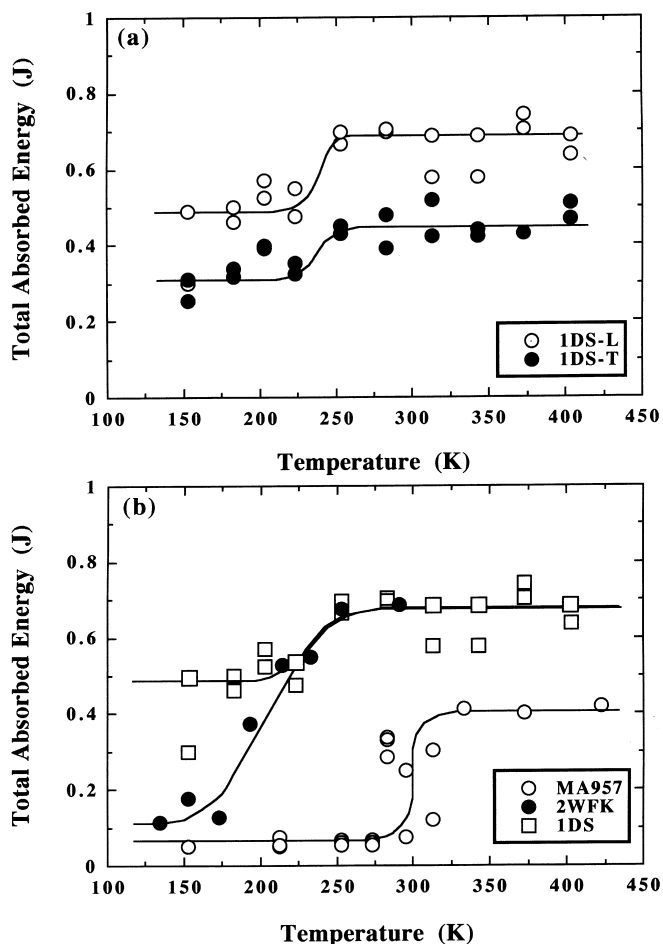 (a)
1
0.8
0.6
0.4
0.2
0
Total Absorbed Energy (J)
1DS-L
1DS-T
100 150 200 250 300 350 400 450
Temperature (K)
(b)
1
0.8
0.6
0.4
0.2
0
Total Absorbed Energy (J)
MA957
2WFK
1DS
100 150 200 250 300 350 400 450
Temperature (K)